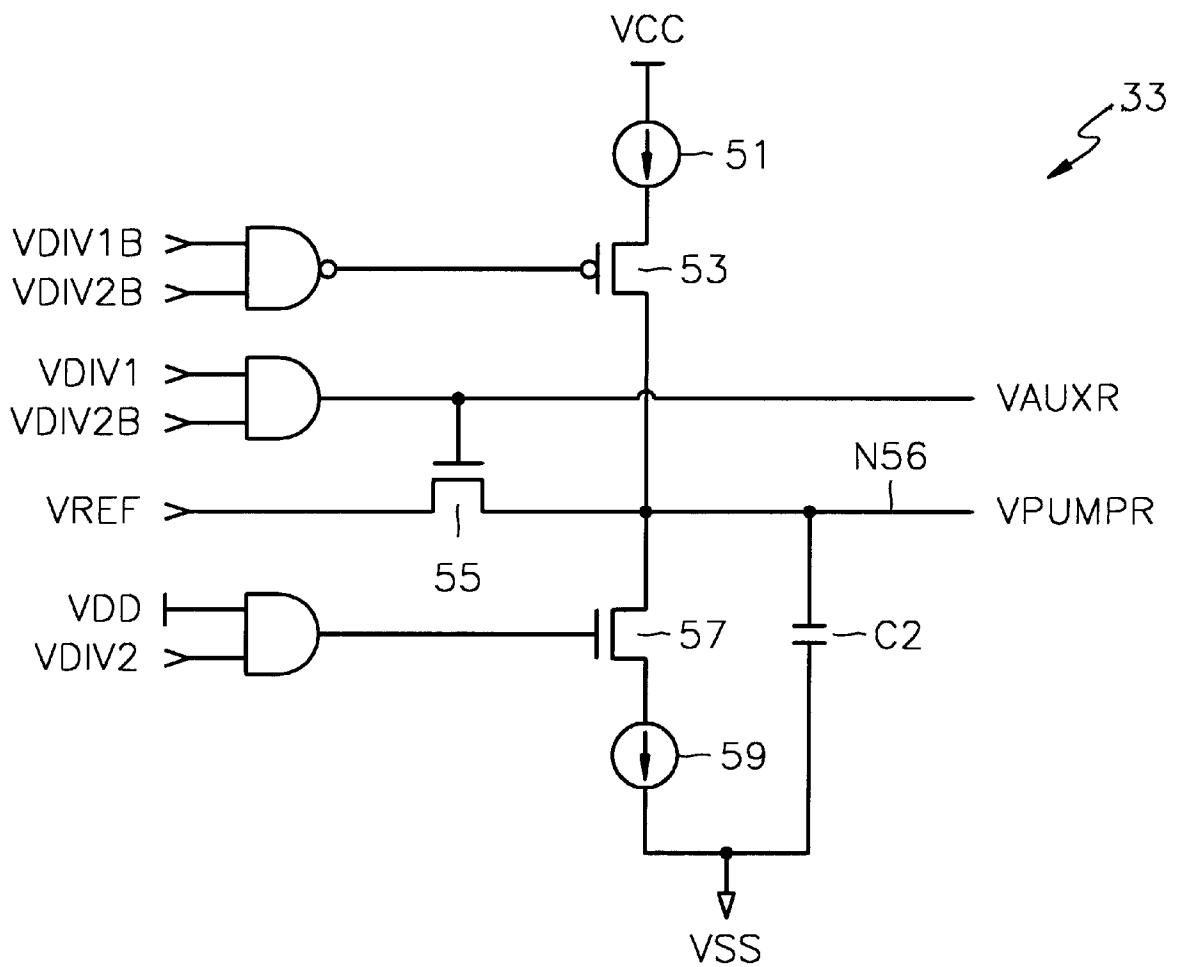 VCC
33
51
VDIV1B
VDIV2B
53
VDIV1
VDIV2B
VAUXR
N56
VREF
VPUMPR
55
VDD
VDIV2
57
C2
59
VSS